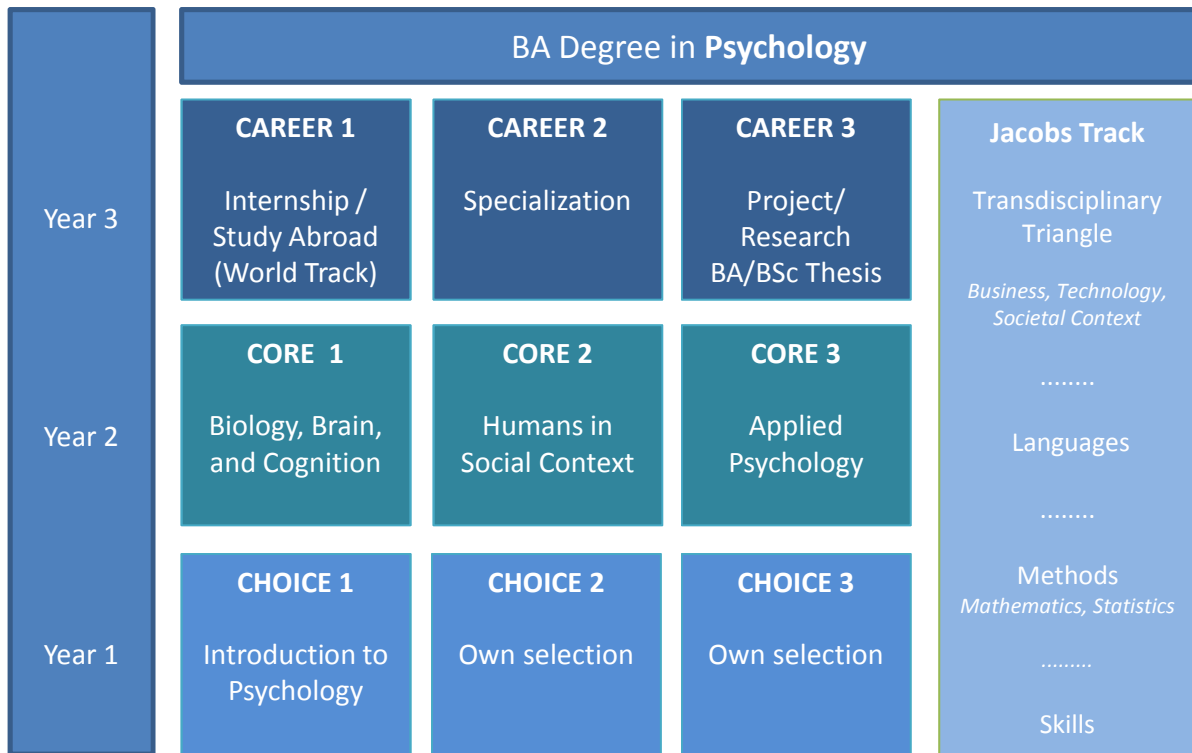 BA Degree in Psychology
Year 3
CAREER 1
Internship /
Study Abroad
(World Track)
CAREER 2
Specialization
CAREER 3
Project/
Research
BA/BSc Thesis
Year 2
CORE 1
Biology, Brain,
and Cognition
CORE 2
Humans in
Social Context
CORE 3
Applied
Psychology
Year 1
CHOICE 1
Introduction to
Psychology
CHOICE 2
Own selection
CHOICE 3
Own selection
Jacobs Track
Transdisciplinary
Triangle
Business, Technology,
Societal Context
........
Languages
........
Methods
Mathematics, Statistics
.........
Skills